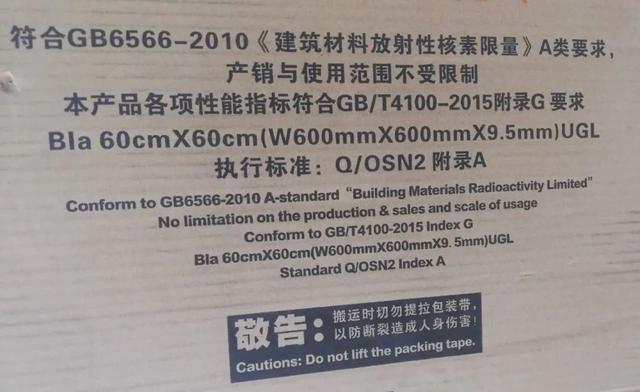 符合GB6566-2010《建筑材料放射性核素限量》A类要求，
产销与使用范围不受限制
本产品各项性能指标符合GB/T4100-2015附录G 要求
BIa 60cmX60cm(W600mmX600mmX9.5mm)UGL
执行标准：Q/OSN2 附录A
Conform to GB6566-2010 A-standard “Building Materials Radioactivity Limited”
No limitation on the production & sales and scale of usage
Conform to GB/T4100-2015 Index G
BIa 60cmX60cm(W600mmX600mmX9.5mm)UGL
Standard Q/OSN2 Index A
敬告：
搬运时切勿提拉包装带，
以防断裂造成人身伤害！
Cautions: Do not lift the packing tape.